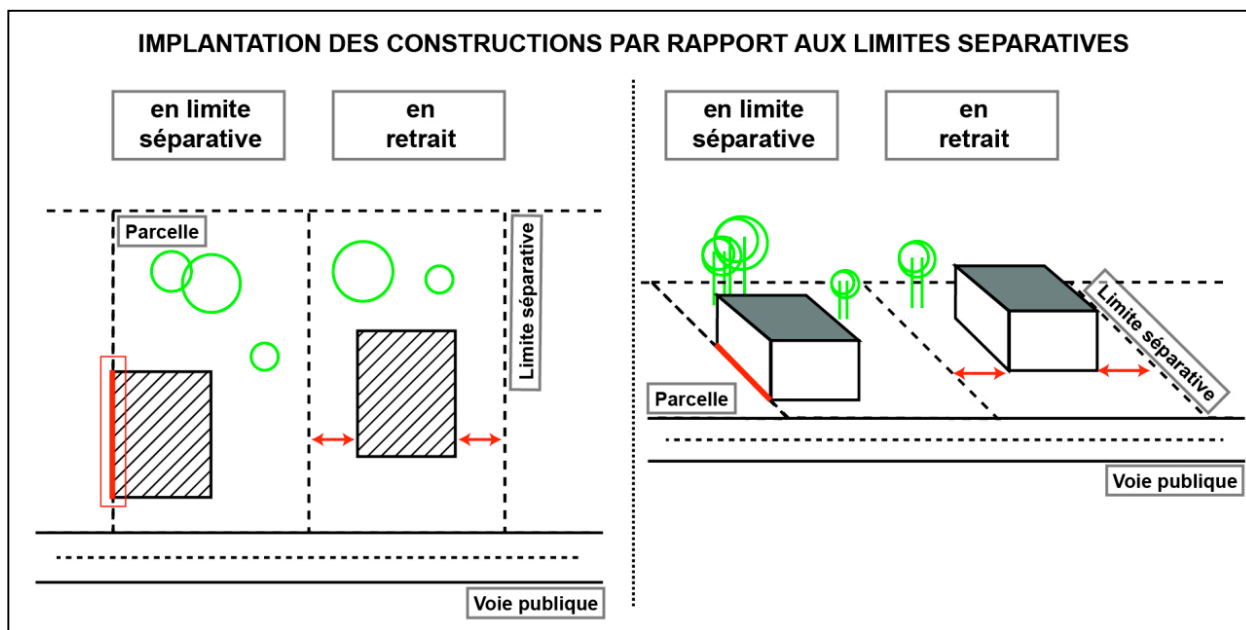 IMPLANTATION DES CONSTRUCTIONS PAR RAPPORT AUX LIMITES SEPARATIVES
en limite
séparative
en
retrait
Parcelle
Limite séparative
Voie publique
en limite
séparative
en
retrait
Limite séparative
Parcelle
Voie publique